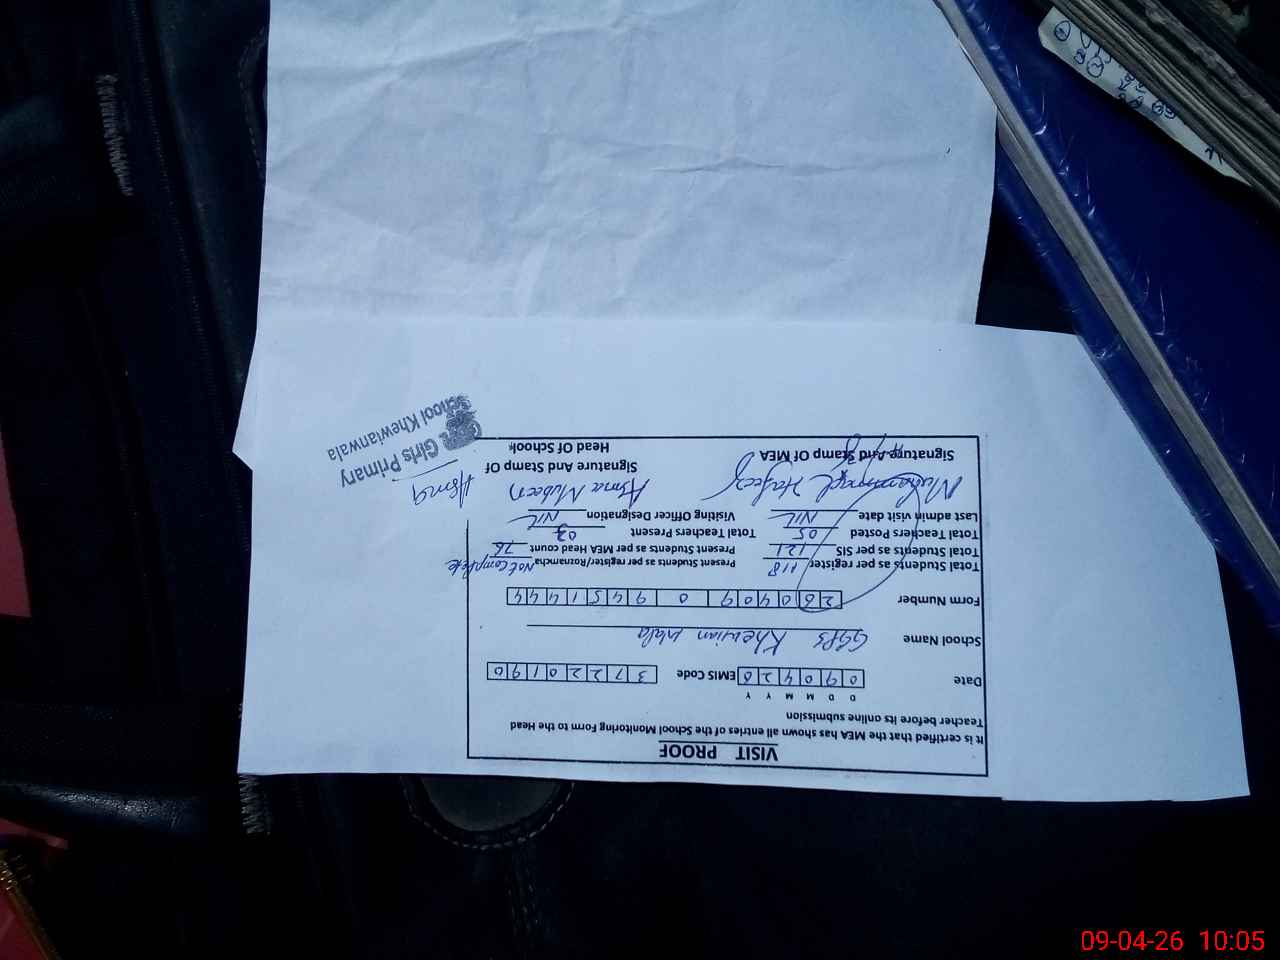 VISIT PROOF
It is certified that the MEA has shown all entries of the School Monitoring Form to the Head
Teacher before its online submission
D D M M Y Y
Date 0 9 0 4 2 6 EMIS Code 3 7 2 2 0 1 9 0
School Name GGPS Khewian wala
Form Number 2 6 0 4 0 9 0 9 4 5 1 4 4 4
Total Students as per register 118 Present Students as per register/Roznamcha Not Complete
Total Students as per SIS 121 Present Students as per MEA Head count 76
Total Teachers Posted 05 Total Teachers Present
Last admin visit date NIL Visiting Officer Designation NIL
Muhammad Hafeez Asma Mubeen Asma
Signature And Stamp Of MEA Signature And Stamp Of
Head Of School:
Girls Primary
School Khewianwala
09-04-26 10:05